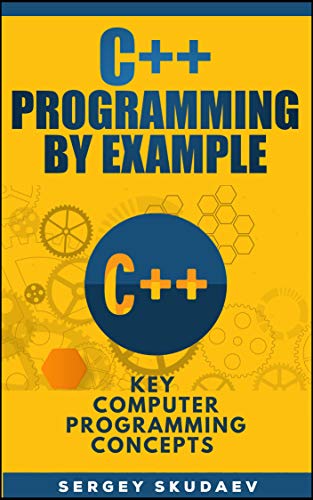 C++
PROGRAMMING
BY EXAMPLE
C++
KEY
COMPUTER
PROGRAMMING
CONCEPTS
SERGEY SKUDAEV